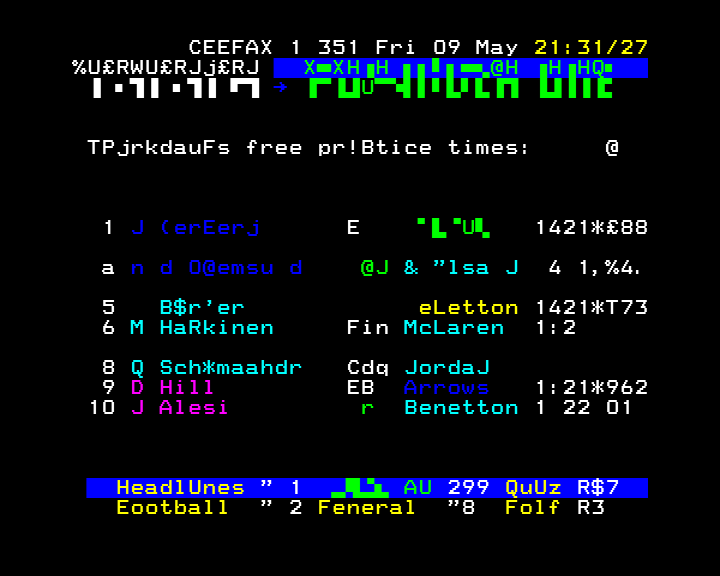 CEEFAX 1 351 Fri 09 May 21:31/27
%U£RWU£RJj£RJ X XH H @H H HQ
U
TPjrkdauFs free pr!Btice times: @
1 J (erEerj E U 1421*£88
a n d O@emsu d @J & "lsa J 4 1,%4.
5 B$r'er eLetton 1421*T73
6 M HaRkinen Fin McLaren 1:2
8 Q Sch*maahdr Cdq JordaJ
9 D Hill EB Arrows 1:21*962
10 J Alesi r Benetton 1 22 01
HeadlUnes " 1 AU 299 QuUz R$7
Eootball " 2 Feneral "8 Folf R3